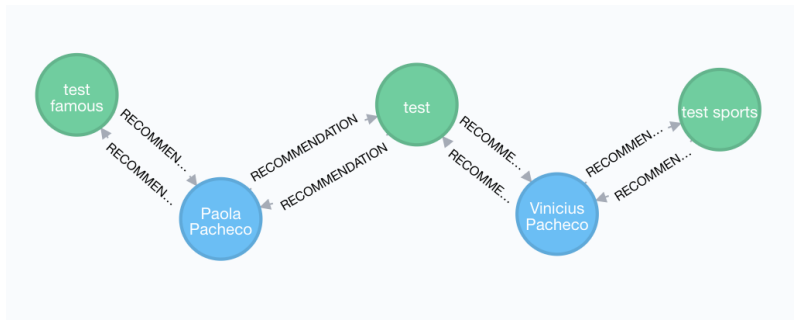 test
famous
RECOMMEN...
RECOMMEN...
Paola
Pacheco
RECOMMENDATION
RECOMMENDATION
test
RECOMME...
RECOMME...
Vinicius
Pacheco
RECOMMEN...
RECOMMEN...
test sports